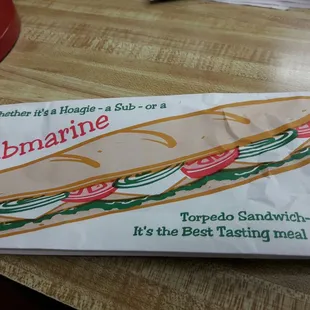 hether it's a Hoagie - a Sub - or a
bmarine
Torpedo Sandwich-
It's the Best Tasting meal